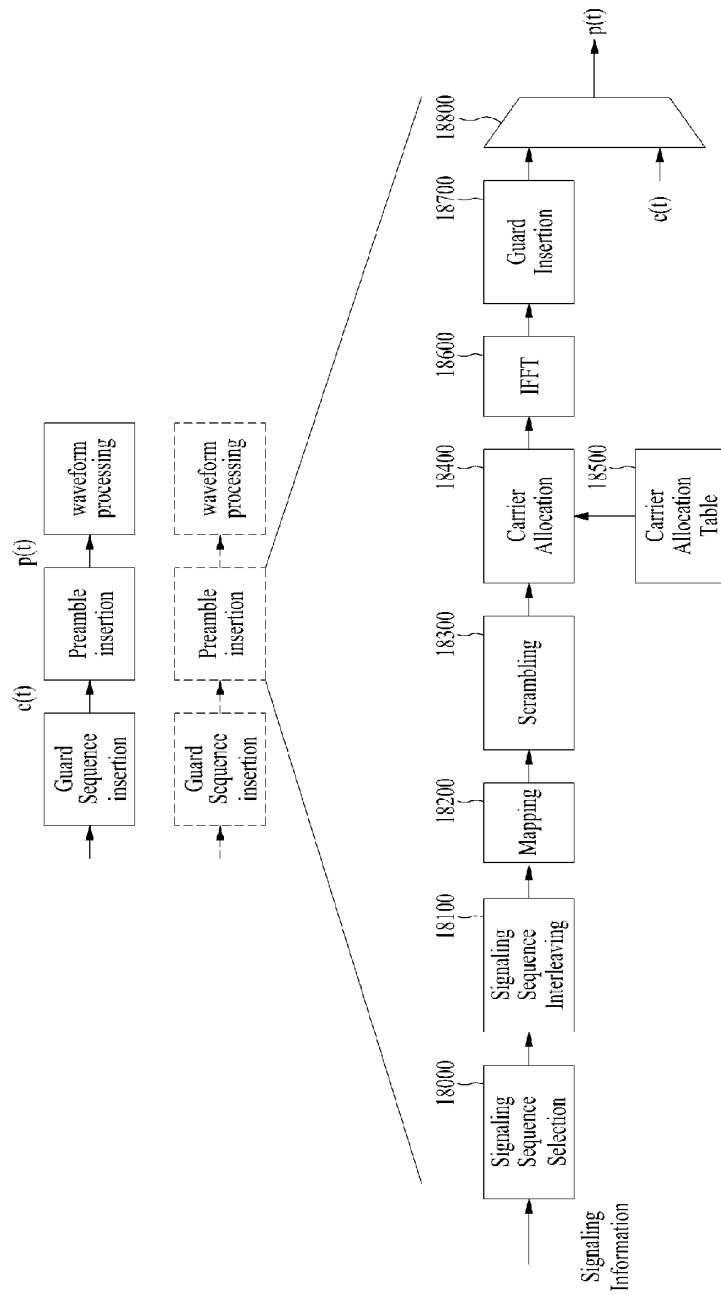 c(t)
p(t)
Guard
Sequence
insertion
Preamble
insertion
waveform
processing
Guard
Sequence
insertion
Preamble
insertion
waveform
processing
Signaling
Information
18000
Signaling
Sequence
Selection
18100
Signaling
Sequence
Interleaving
18200
Mapping
18300
Scrambling
18400
Carrier
Allocation
18500
Carrier
Allocation
Table
18600
IFFT
18700
Guard
Insertion
18800
c(t)
p(t)